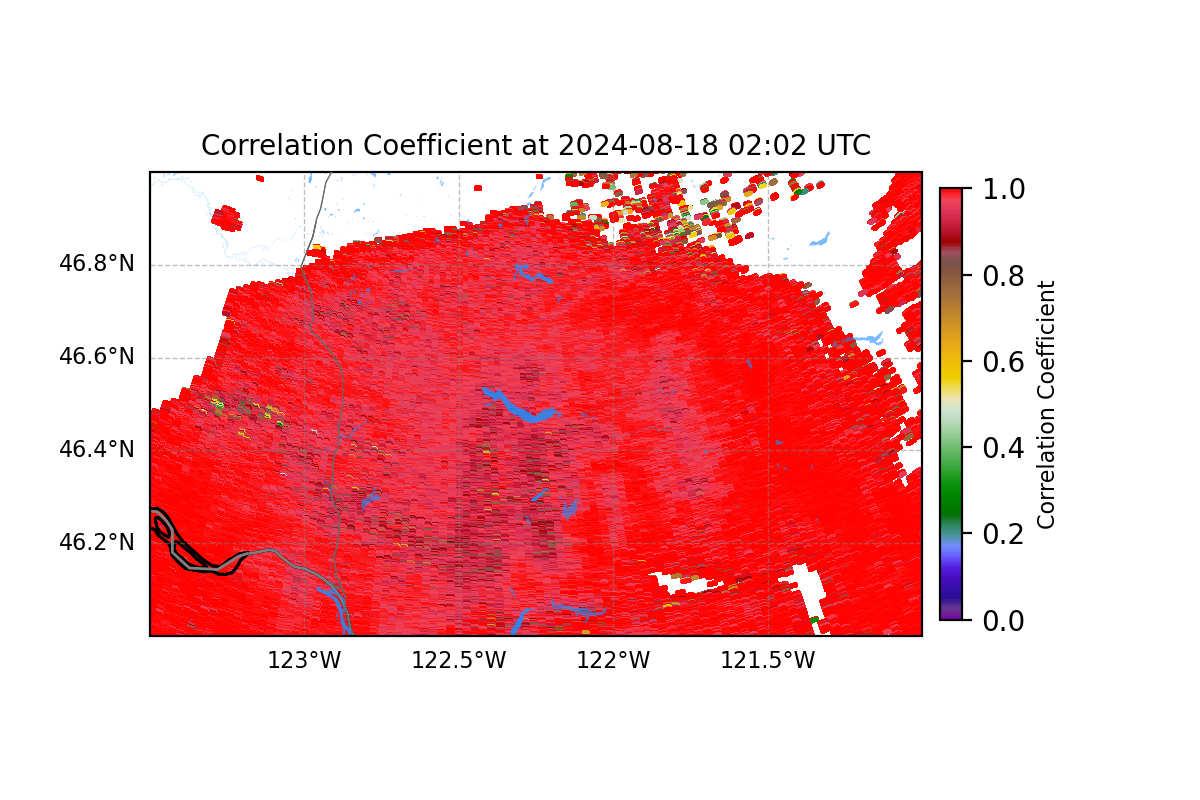 Correlation Coefficient at 2024-08-18 02:02 UTC
46.8°N
46.6°N
46.4°N
46.2°N
123°W
122.5°W
122°W
121.5°W
1.0
0.8
0.6
0.4
0.2
0.0
Correlation Coefficient